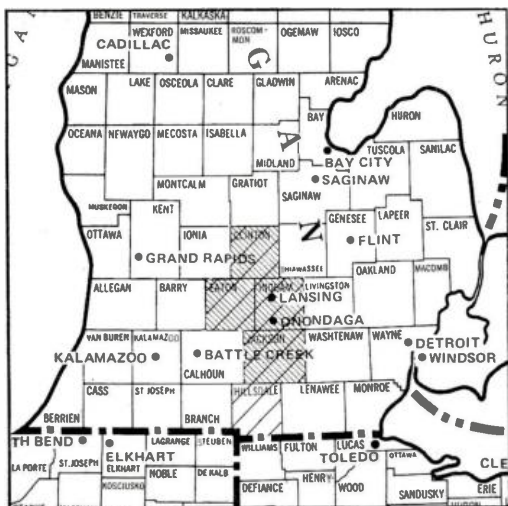 BENZIE TRAVERSE KALKASKA
WEXFORD MISSAUKEE ROSCOM-MON OGEMAW IOSCO
CADILLAC
MANISTEE
G
A
HURON
MASON LAKE OSCEOLA CLARE GLADWIN ARENAC
G
BAY HURON
OCEANA NEWAYGO MECOSTA ISABELLA A TUSCOLA SANILAC
MIDLAND BAY CITY
SAGINAW
MONTCALM GRATIOT SAGINAW
MUSKEGON KENT GENESEE LAPEER
OTTAWA IONIA CLINTON N FLINT ST. CLAIR
GRAND RAPIDS
SHIAWASSEE OAKLAND MACOMB
ALLEGAN BARRY EATON INGHAM LIVINGSTON
LANSING
ONONDAGA
VAN BUREN KALAMAZOO JACKSON WASHTENAW WAYNE DETROIT
KALAMAZOO BATTLE CREEK WINDSOR
CALHOUN
CASS ST JOSEPH HILLSDALE LENAWEE MONROE
BERRIEN BRANCH
TH BEND LAGRANGE STEUBEN WILLIAMS FULTON LUCAS
ELKHART TOLEDO OTTAWA
LA PORTE ST. JOSEPH ELKHART NOBLE DE KALB HENRY CLE
KOSCIUSKO DEFIANCE WOOD SANDUSKY ERIE
HURON